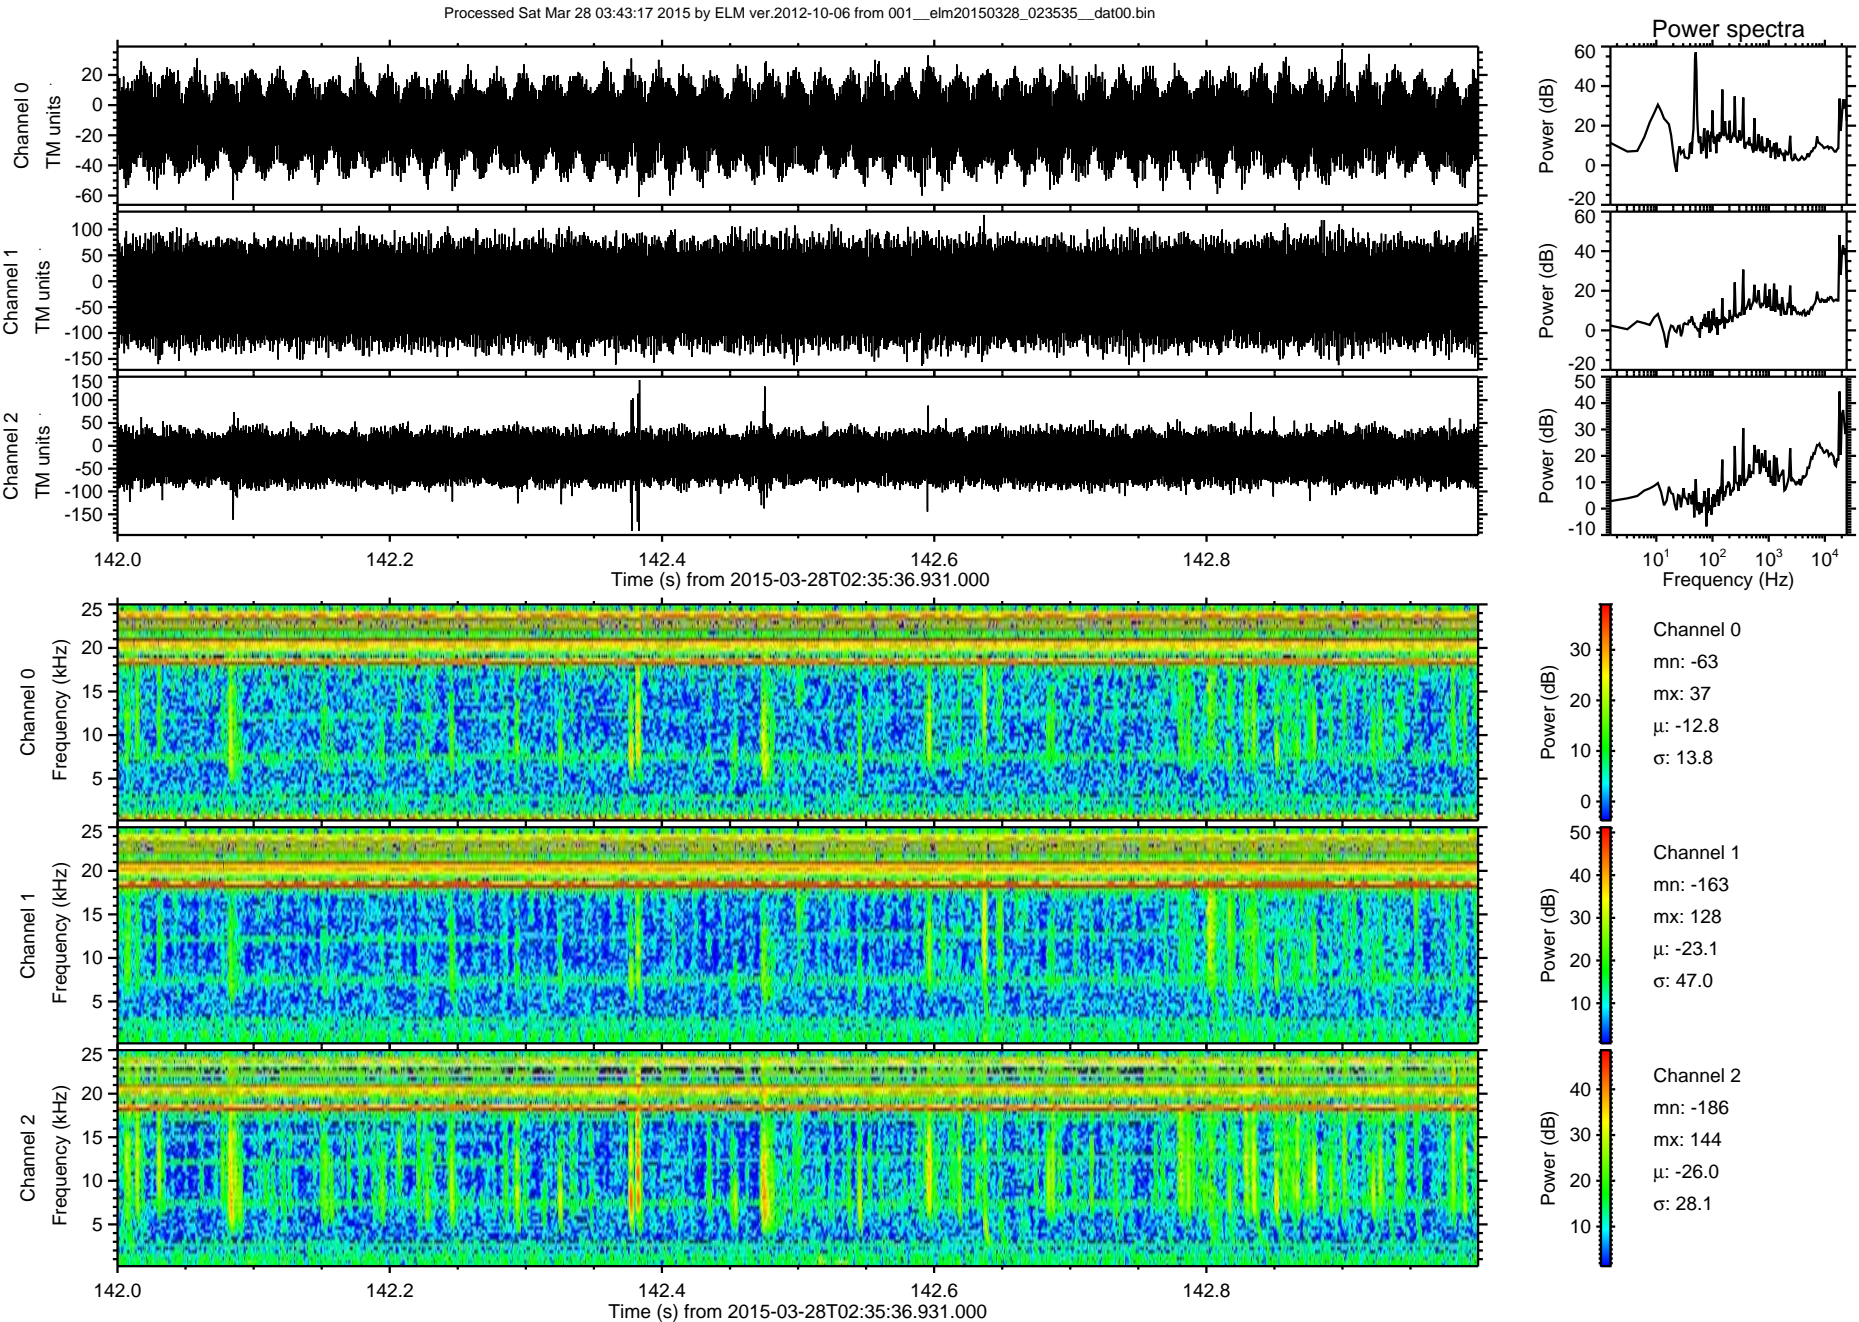 Processed Sat Mar 28 03:43:17 2015 by ELM ver.2012-10-06 from 001__elm20150328_023535__dat00.bin
Power spectra
Channel 0
TM units
20
0
-20
-40
-60
Power (dB)
60
40
20
0
-20
Channel 1
TM units
100
50
0
-50
-100
-150
Power (dB)
60
40
20
0
-20
Channel 2
TM units
150
100
50
0
-50
-100
-150
Power (dB)
50
40
30
20
10
0
-10
142.0 142.2 142.4 142.6 142.8
Time (s) from 2015-03-28T02:35:36.931.000
10¹ 10² 10³ 10⁴
Frequency (Hz)
Channel 0
Frequency (kHz)
25
20
15
10
5
Power (dB)
30
20
10
0
Channel 0
mn: -63
mx: 37
μ: -12.8
σ: 13.8
Channel 1
Frequency (kHz)
25
20
15
10
5
Power (dB)
50
40
30
20
10
Channel 1
mn: -163
mx: 128
μ: -23.1
σ: 47.0
Channel 2
Frequency (kHz)
25
20
15
10
5
Power (dB)
40
30
20
10
Channel 2
mn: -186
mx: 144
μ: -26.0
σ: 28.1
142.0 142.2 142.4 142.6 142.8
Time (s) from 2015-03-28T02:35:36.931.000